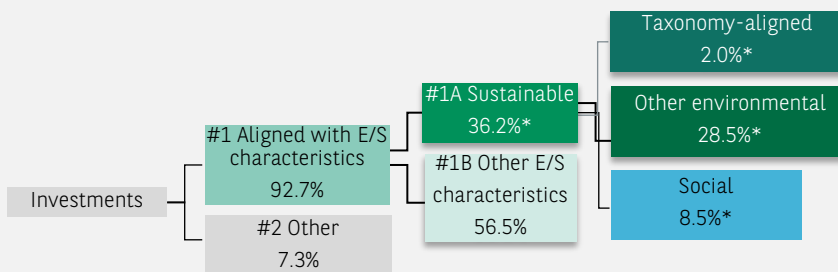 Investments
#1 Aligned with E/S
characteristics
92.7%
#2 Other
7.3%
#1A Sustainable
36.2%*
#1B Other E/S
characteristics
56.5%
Taxonomy-aligned
2.0%*
Other environmental
28.5%*
Social
8.5%*